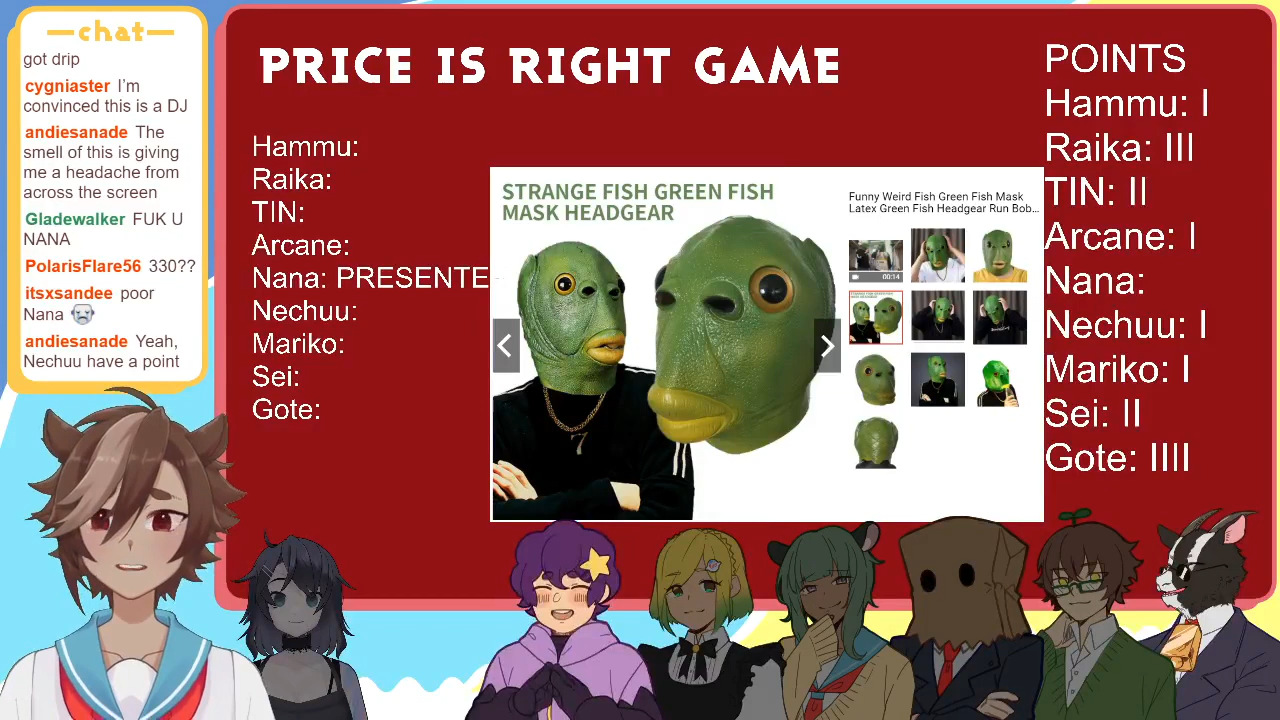 chat
got drip
cygniaster I'm
convinced this is a DJ
andiesanade The
smell of this is giving
me a headache from
across the screen
Gladewalker FUK U
NANA
PolarisFlare56 330??
itsxsandee poor
Nana
andiesanade Yeah,
Nechuu have a point
PRICE IS RIGHT GAME
Hammu:
Raika:
TIN:
Arcane:
Nana: PRESENTE
Nechuu:
Mariko:
Sei:
Gote:
STRANGE FISH GREEN FISH
MASK HEADGEAR
7
Funny Weird Fish Green Fish Mask
Latex Green Fish Headgear Run Bob...
00:14
POINTS
Hammu: I
Raika: III
TIN: II
Arcane: I
Nana:
Nechuu: I
Mariko: I
Sei: II
Gote: IIII